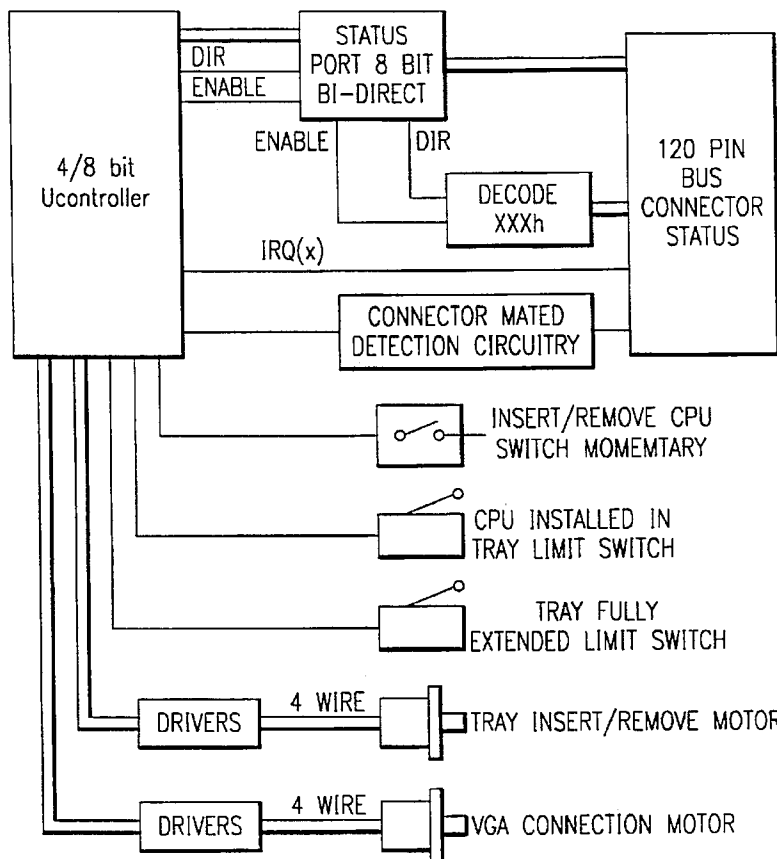 4/8 bit
Ucontroller
DIR
ENABLE
STATUS
PORT 8 BIT
BI-DIRECT
ENABLE
DIR
DECODE
XXXh
120 PIN
BUS
CONNECTOR
STATUS
IRQ(x)
CONNECTOR MATED
DETECTION CIRCUITRY
INSERT/REMOVE CPU
SWITCH MOMEMTARY
CPU INSTALLED IN
TRAY LIMIT SWITCH
TRAY FULLY
EXTENDED LIMIT SWITCH
DRIVERS
4 WIRE
TRAY INSERT/REMOVE MOTOR
DRIVERS
4 WIRE
VGA CONNECTION MOTOR